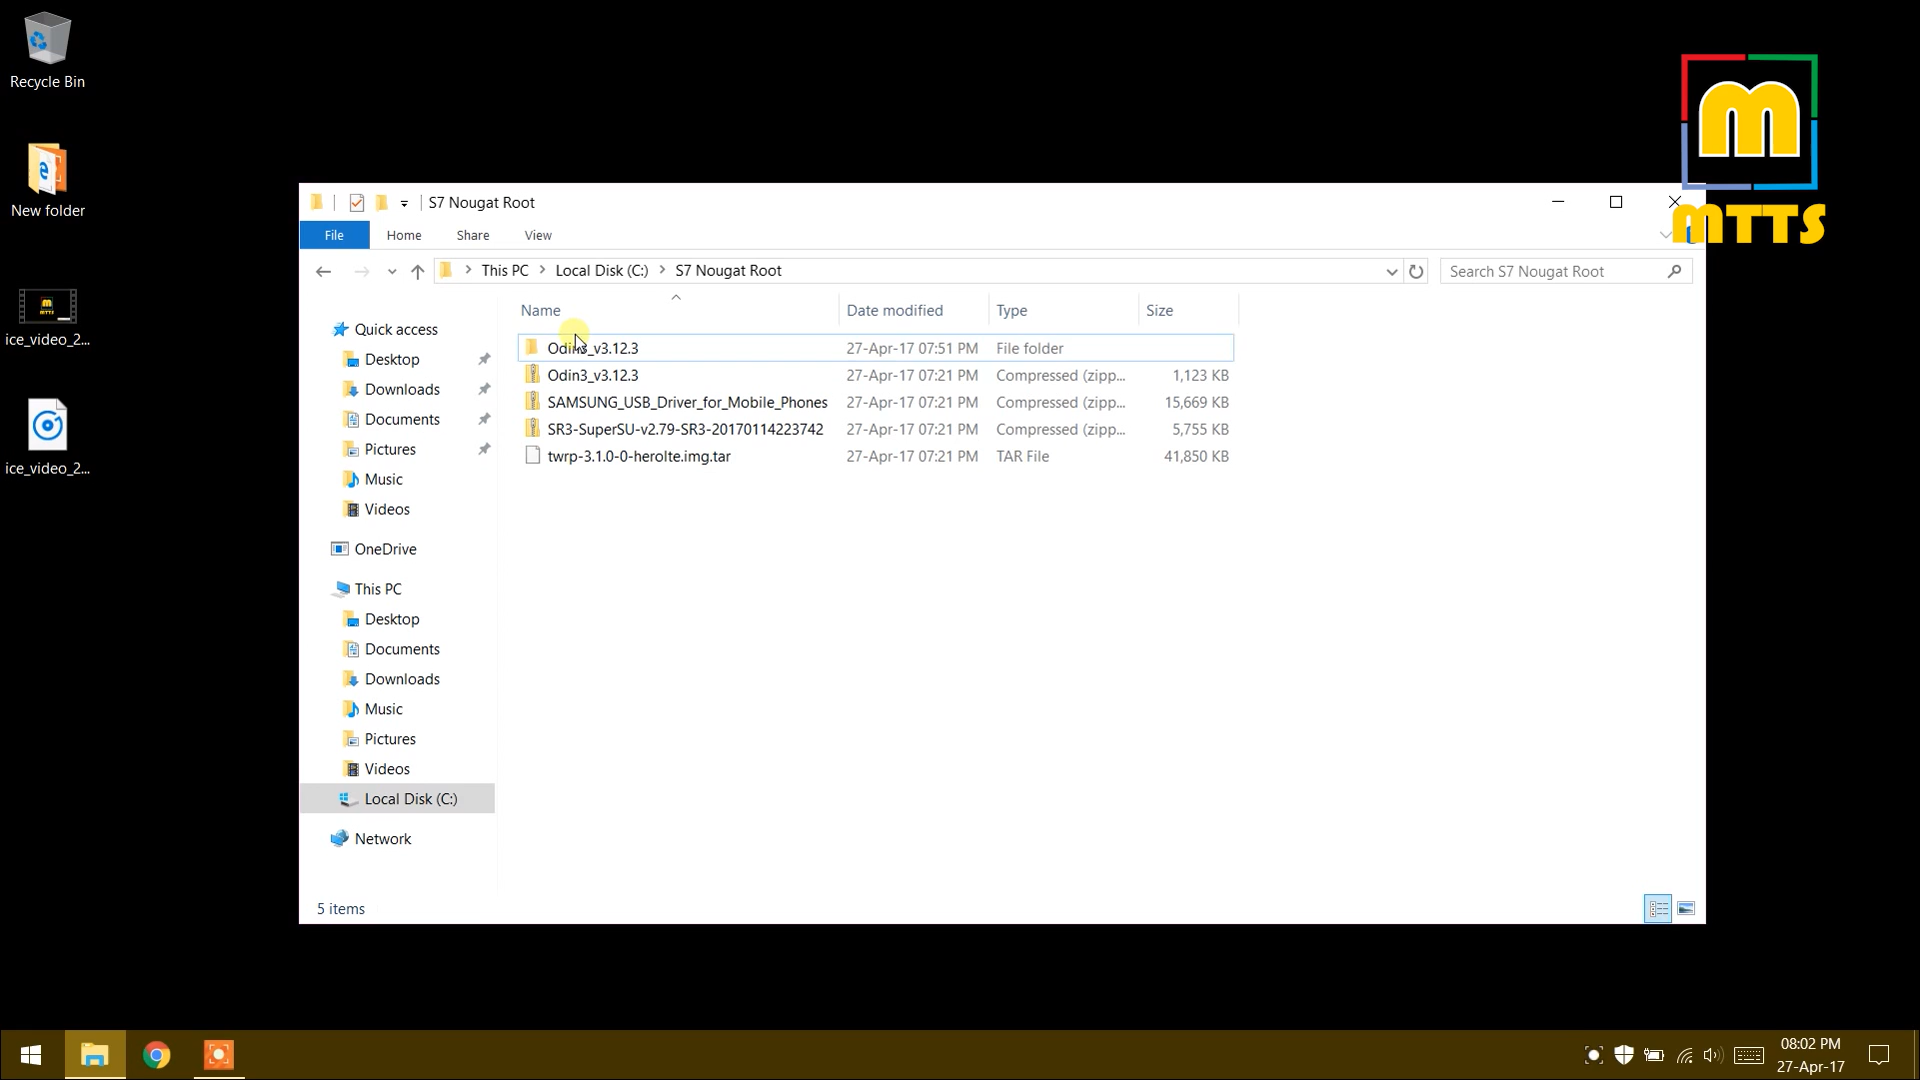 Recycle Bin
New folder
ice_video_2...
ice_video_2...
m
MTTS
S7 Nougat Root
File Home Share View
This PC Local Disk (C:) S7 Nougat Root
Search S7 Nougat Root
Name Date modified Type Size
Odin3_v3.12.3 27-Apr-17 07:51 PM File folder
Odin3_v3.12.3 27-Apr-17 07:21 PM Compressed (zipp... 1,123 KB
SAMSUNG_USB_Driver_for_Mobile_Phones 27-Apr-17 07:21 PM Compressed (zipp... 15,669 KB
SR3-SuperSU-v2.79-SR3-20170114223742 27-Apr-17 07:21 PM Compressed (zipp... 5,755 KB
twrp-3.1.0-0-herolte.img.tar 27-Apr-17 07:21 PM TAR File 41,850 KB
Quick access
Desktop
Downloads
Documents
Pictures
Music
Videos
OneDrive
This PC
Desktop
Documents
Downloads
Music
Pictures
Videos
Local Disk (C:)
Network
5 items
08:02 PM
27-Apr-17